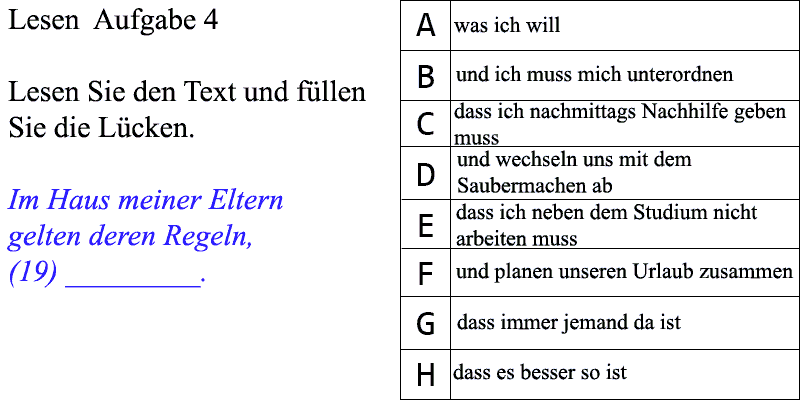 Lesen Aufgabe 4
Lesen Sie den Text und füllen
Sie die Lücken.
Im Haus meiner Eltern
gelten deren Regeln,
(19) _________.
A was ich will
B und ich muss mich unterordnen
C dass ich nachmittags Nachhilfe geben
muss
D und wechseln uns mit dem
Saubermachen ab
E dass ich neben dem Studium nicht
arbeiten muss
F und planen unseren Urlaub zusammen
G dass immer jemand da ist
H dass es besser so ist